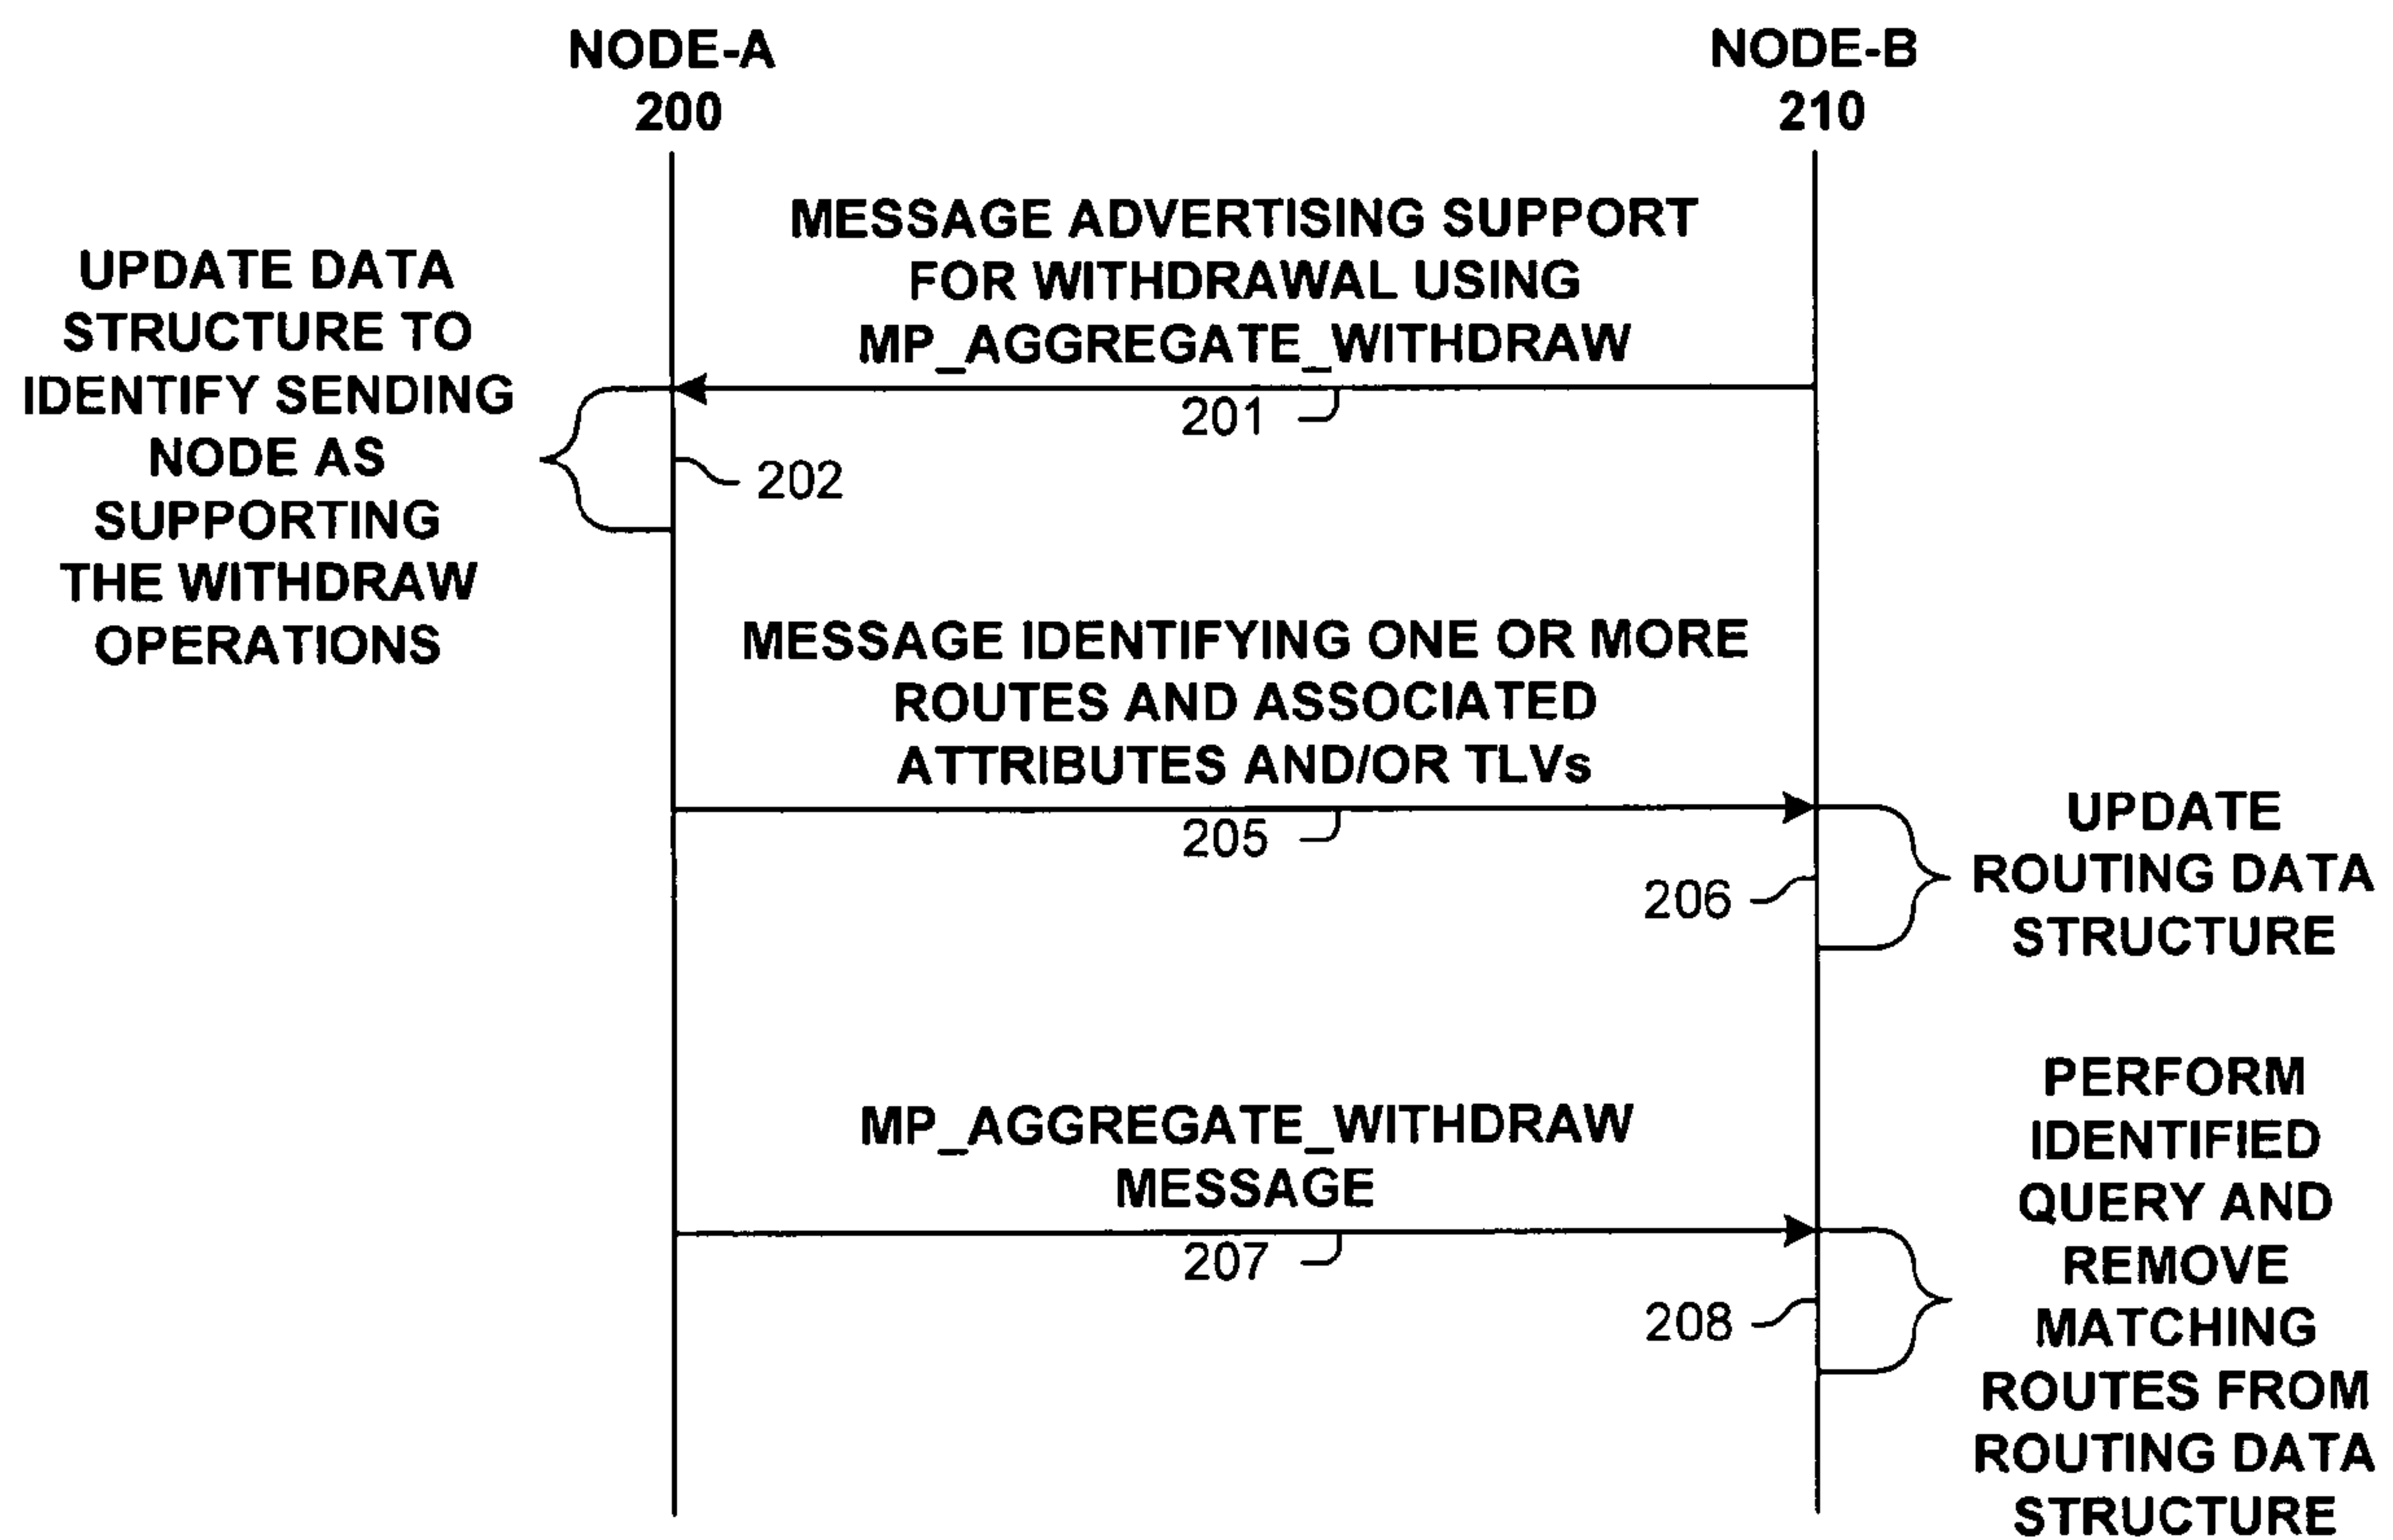 NODE-A
200
NODE-B
210
MESSAGE ADVERTISING SUPPORT
FOR WITHDRAWAL USING
MP_AGGREGATE_WITHDRAW
201
UPDATE DATA
STRUCTURE TO
IDENTIFY SENDING
NODE AS
SUPPORTING
THE WITHDRAW
OPERATIONS
202
MESSAGE IDENTIFYING ONE OR MORE
ROUTES AND ASSOCIATED
ATTRIBUTES AND/OR TLVs
205
206
UPDATE
ROUTING DATA
STRUCTURE
MP_AGGREGATE_WITHDRAW
MESSAGE
207
208
PERFORM
IDENTIFIED
QUERY AND
REMOVE
MATCHING
ROUTES FROM
ROUTING DATA
STRUCTURE